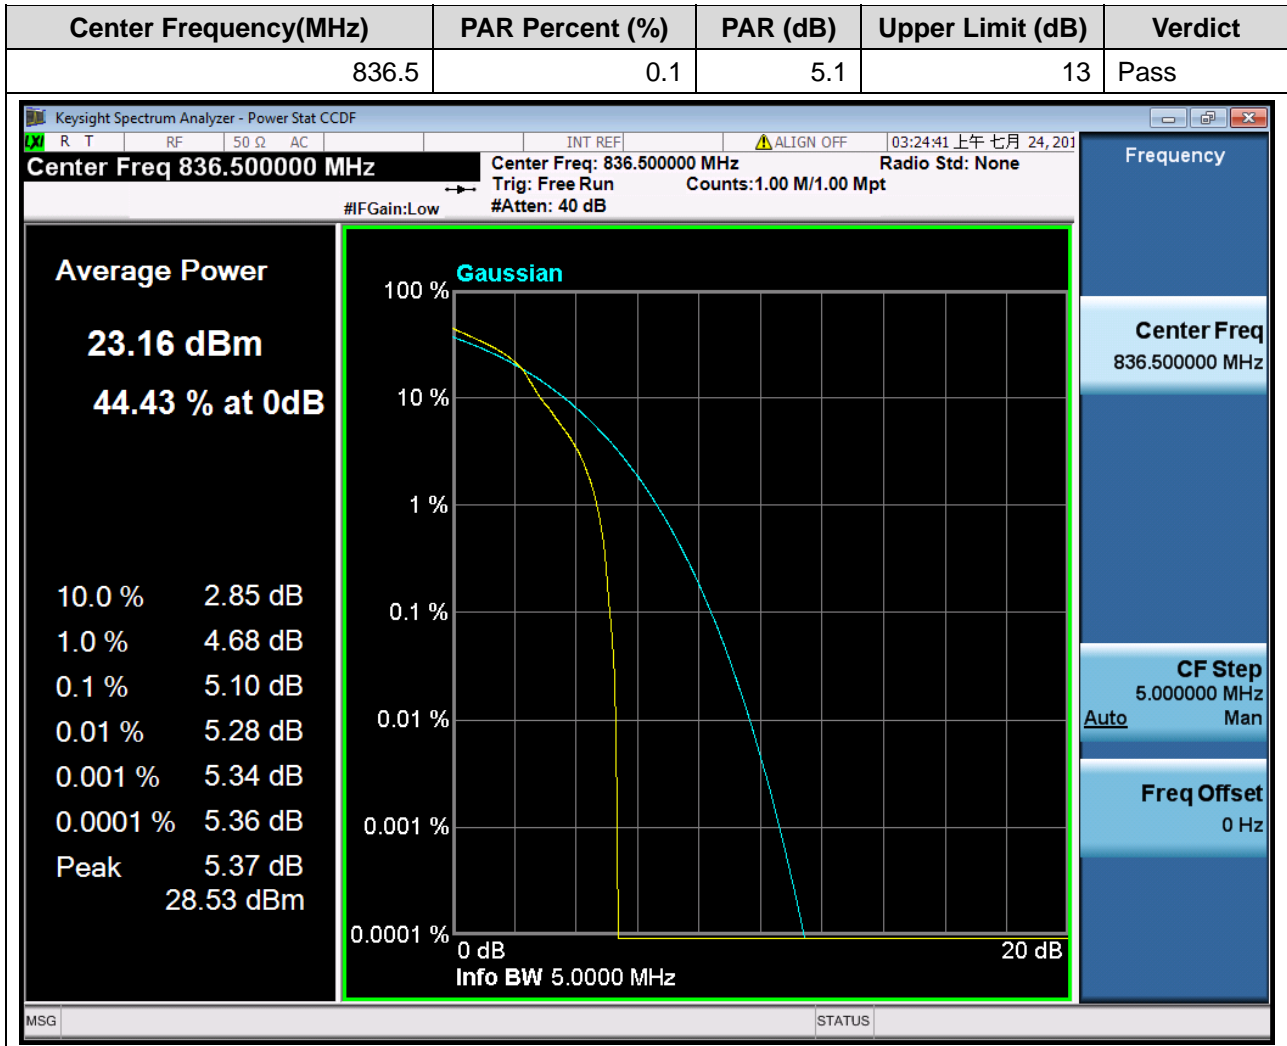 Center Frequency(MHz) PAR Percent (%) PAR (dB) Upper Limit (dB) Verdict
836.5 0.1 5.1 13 Pass
Keysight Spectrum Analyzer - Power Stat CCDF
LXI R T RF 50 Ω AC INT REF ALIGN OFF 03:24:41 上午 七月 24, 201
Center Freq 836.500000 MHz
Center Freq: 836.500000 MHz Radio Std: None
Trig: Free Run Counts:1.00 M/1.00 Mpt
#IFGain:Low #Atten: 40 dB
Average Power
23.16 dBm
44.43 % at 0dB
10.0 % 2.85 dB
1.0 % 4.68 dB
0.1 % 5.10 dB
0.01 % 5.28 dB
0.001 % 5.34 dB
0.0001 % 5.36 dB
Peak 5.37 dB
28.53 dBm
Gaussian
100 %
10 %
1 %
0.1 %
0.01 %
0.001 %
0.0001 %
0 dB 20 dB
Info BW 5.0000 MHz
Frequency
Center Freq
836.500000 MHz
CF Step
5.000000 MHz
Auto Man
Freq Offset
0 Hz
MSG STATUS